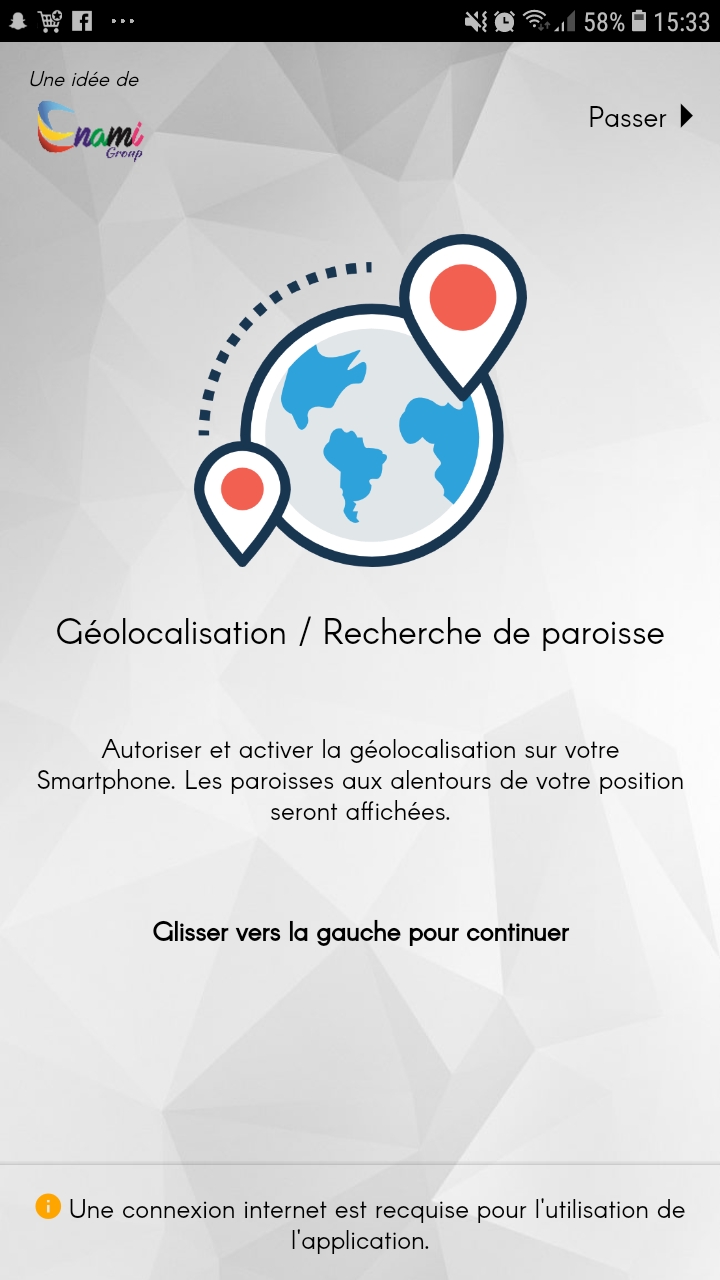 58% 15:33
Une idée de
Enami
Group
Passer
Géolocalisation / Recherche de paroisse
Autoriser et activer la géolocalisation sur votre
Smartphone. Les paroisses aux alentours de votre position
seront affichées.
Glisser vers la gauche pour continuer
Une connexion internet est recquise pour l'utilisation de
l'application.